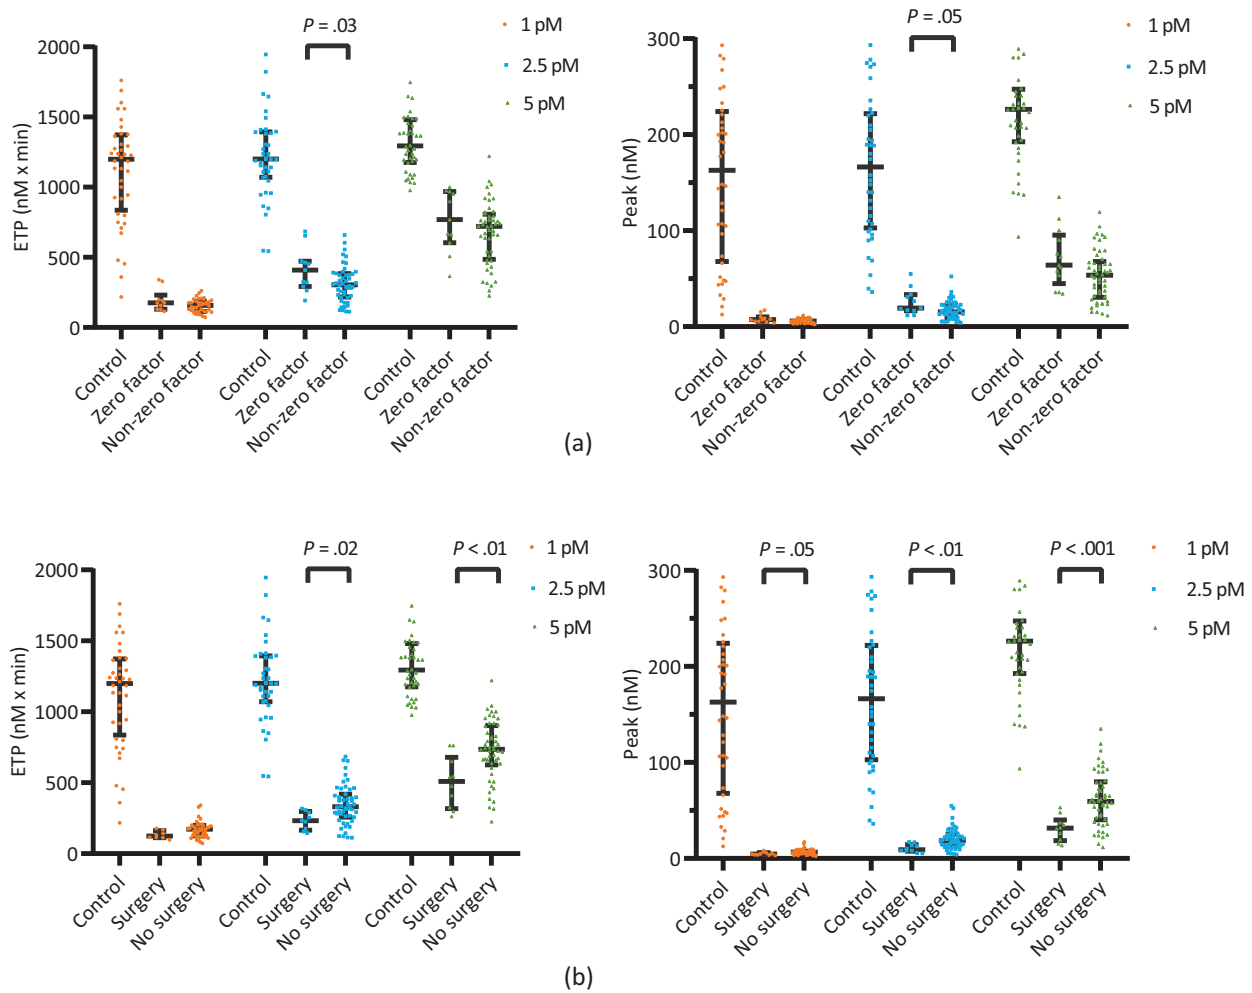 P = .03
1 pM
2.5 pM
5 pM
2000
1500
1000
500
0
ETP (nM x min)
Control
Zero factor
Non-zero factor
Control
Zero factor
Non-zero factor
Control
Zero factor
Non-zero factor
P = .05
1 pM
2.5 pM
5 pM
300
200
100
0
Peak (nM)
Control
Zero factor
Non-zero factor
Control
Zero factor
Non-zero factor
Control
Zero factor
Non-zero factor
(a)
P = .02
P < .01
1 pM
2.5 pM
5 pM
2000
1500
1000
500
0
ETP (nM x min)
Control
Surgery
No surgery
Control
Surgery
No surgery
Control
Surgery
No surgery
P = .05
P < .01
P < .001
1 pM
2.5 pM
5 pM
300
200
100
0
Peak (nM)
Control
Surgery
No surgery
Control
Surgery
No surgery
Control
Surgery
No surgery
(b)